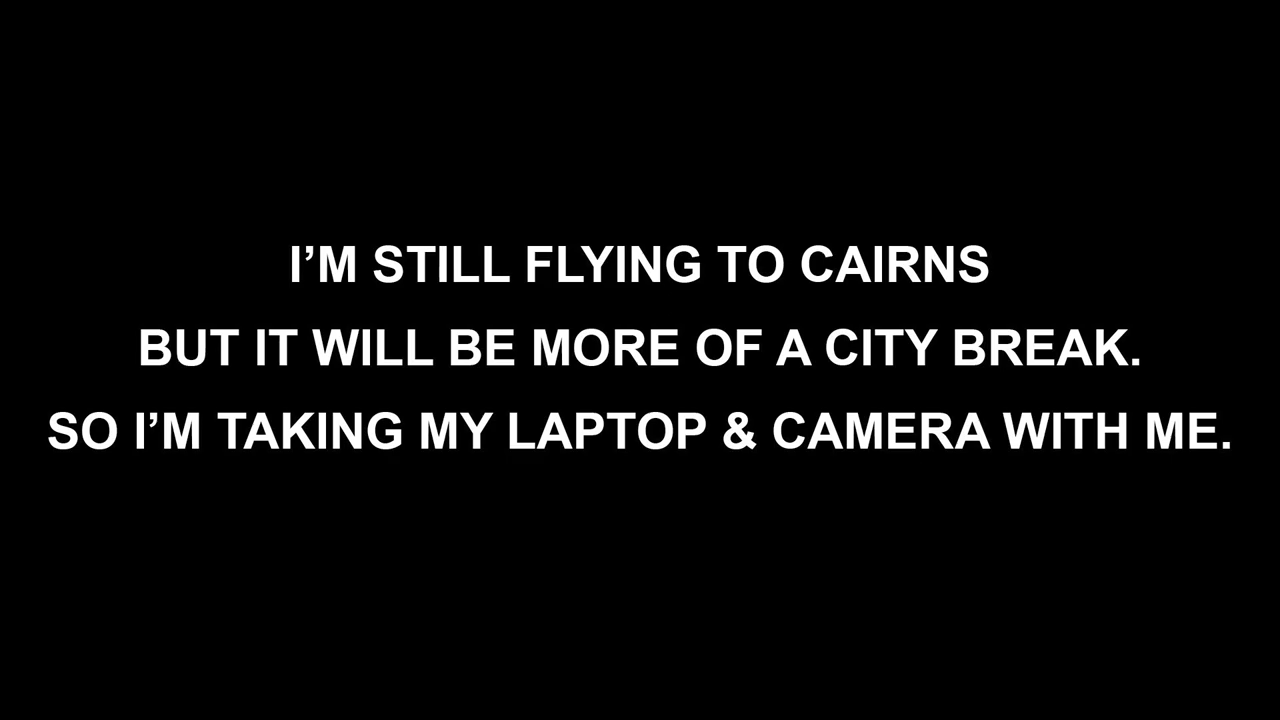 I’M STILL FLYING TO CAIRNS
BUT IT WILL BE MORE OF A CITY BREAK.
SO I’M TAKING MY LAPTOP & CAMERA WITH ME.